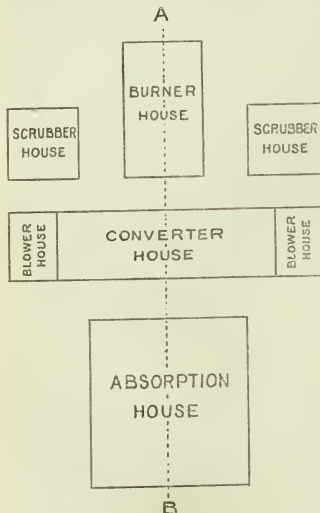 A
BURNER
HOUSE
SCRUBBER
HOUSE
SCRUBBER
HOUSE
BLOWER
HOUSE
CONVERTER
HOUSE
BLOWER
HOUSE
ABSORPTION
HOUSE
B